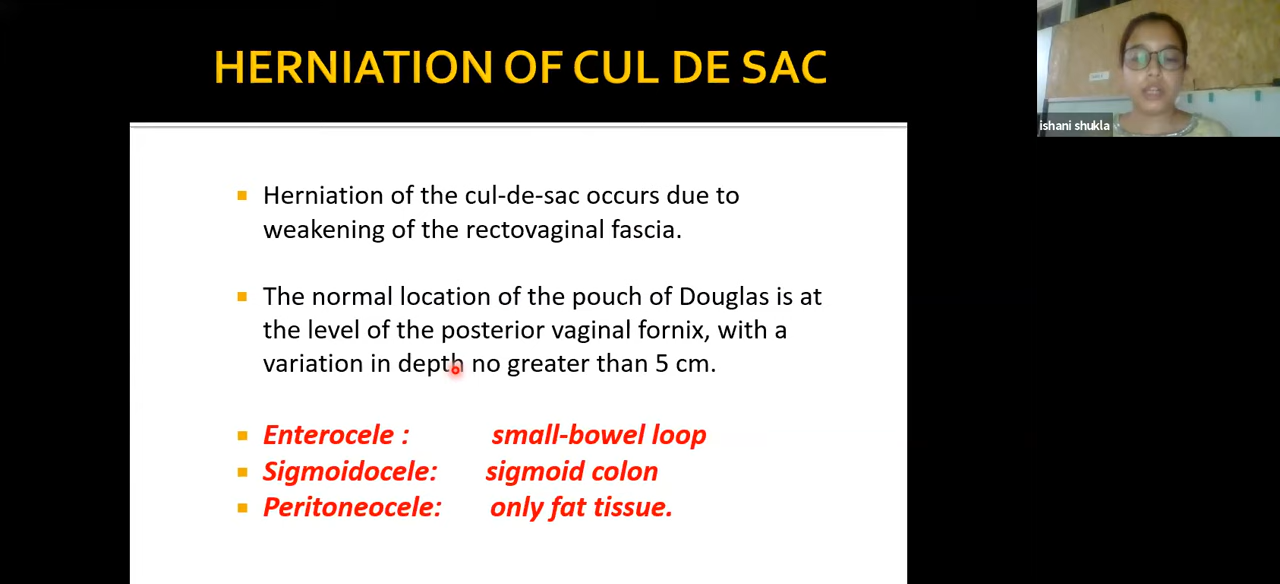 HERNIATION OF CUL DE SAC
ishani shukla
Herniation of the cul-de-sac occurs due to
weakening of the rectovaginal fascia.
The normal location of the pouch of Douglas is at
the level of the posterior vaginal fornix, with a
variation in depth no greater than 5 cm.
Enterocele : small-bowel loop
Sigmoidocele: sigmoid colon
Peritoneocele: only fat tissue.